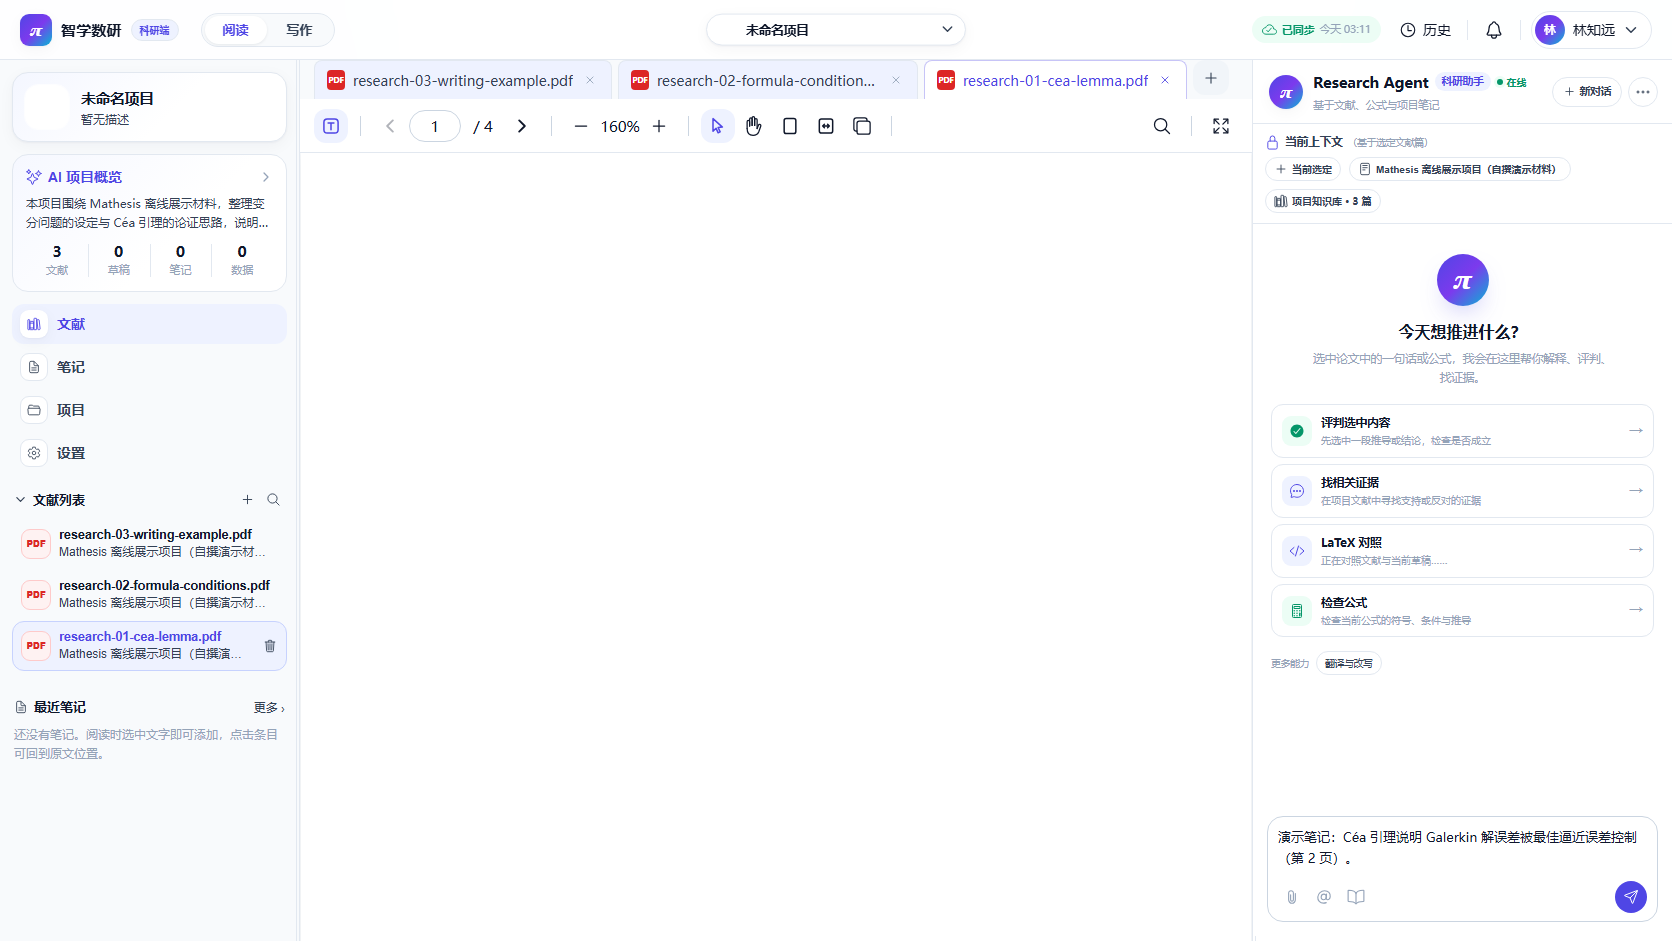 π 智学数研 科研端 阅读 写作
未命名项目
已同步 今天 03:11 历史 林 林知远
未命名项目
暂无描述
AI 项目概览
本项目围绕 Mathesis 离线展示材料，整理变
分问题的设定与 Céa 引理的论证思路，说明...
3 0 0 0
文献 草稿 笔记 数据
文献
笔记
项目
设置
文献列表
PDF research-03-writing-example.pdf
Mathesis 离线展示项目（自撰演示材...
PDF research-02-formula-conditions.pdf
Mathesis 离线展示项目（自撰演示材...
PDF research-01-cea-lemma.pdf
Mathesis 离线展示项目（自撰演...
最近笔记 更多 ›
还没有笔记。阅读时选中文字即可添加，点击条目
可回到原文位置。
PDF research-03-writing-example.pdf × PDF research-02-formula-condition... × PDF research-01-cea-lemma.pdf × +
T 1 / 4 — 160% +
π Research Agent 科研助手 在线
基于文献、公式与项目笔记
+ 新对话
当前上下文 （基于选定文献篇）
+ 当前选定 Mathesis 离线展示项目（自撰演示材料）
项目知识库 • 3 篇
π
今天想推进什么？
选中论文中的一句话或公式，我会在这里帮你解释、评判、
找证据。
评判选中内容
先选中一段推导或结论，检查是否成立
找相关证据
在项目文献中寻找支持或反对的证据
LaTeX 对照
正在对照文献与当前草稿……
检查公式
检查当前公式的符号、条件与推导
更多能力 翻译与改写
演示笔记：Céa 引理说明 Galerkin 解误差被最佳逼近误差控制
（第 2 页）。
@